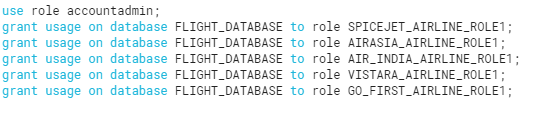 use role accountadmin;
grant usage on database FLIGHT_DATABASE to role SPICEJET_AIRLINE_ROLE1;
grant usage on database FLIGHT_DATABASE to role AIRASIA_AIRLINE_ROLE1;
grant usage on database FLIGHT_DATABASE to role AIR_INDIA_AIRLINE_ROLE1;
grant usage on database FLIGHT_DATABASE to role VISTARA_AIRLINE_ROLE1;
grant usage on database FLIGHT_DATABASE to role GO_FIRST_AIRLINE_ROLE1;